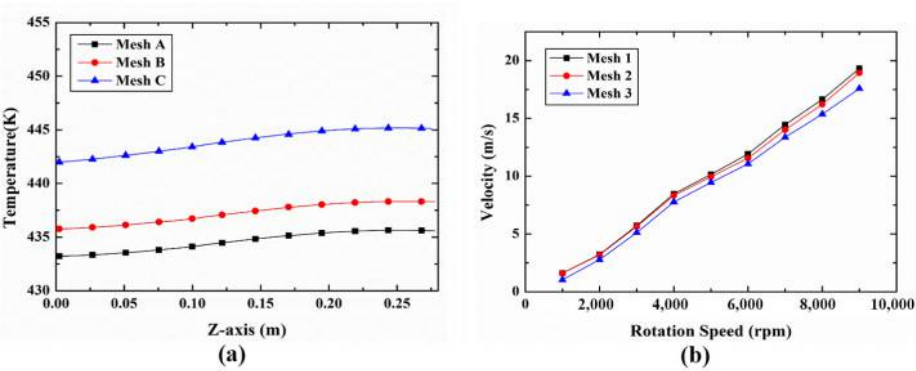 455
450
445
440
435
430
Temperature(K)
Mesh A
Mesh B
Mesh C
0.00 0.05 0.10 0.15 0.20 0.25
Z-axis (m)
(a)
20
15
10
5
0
Velocity (m/s)
Mesh 1
Mesh 2
Mesh 3
0 2,000 4,000 6,000 8,000 10,000
Rotation Speed (rpm)
(b)